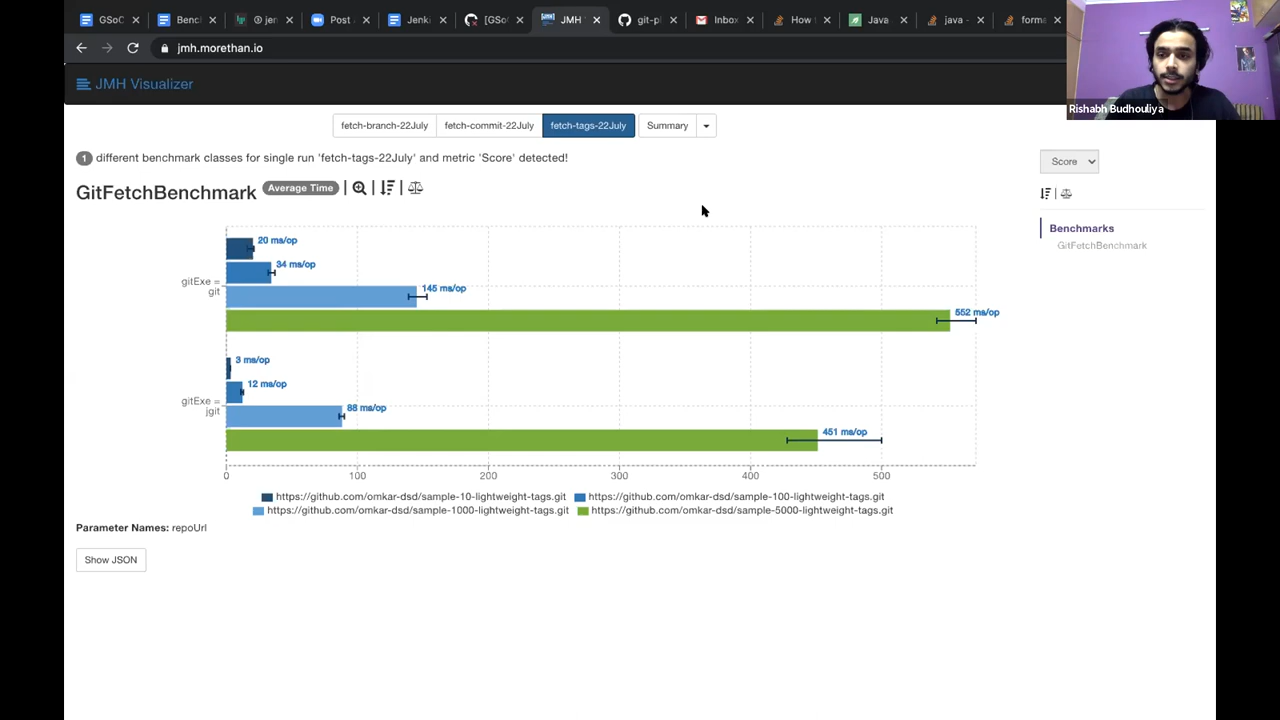 GSoC
Bench
jen
Post
Jenki
[GSo
JMH
git-pl
Inbox
How t
Java
java -
forma
jmh.morethan.io
JMH Visualizer
Rishabh Budhouliya
fetch-branch-22July
fetch-commit-22July
fetch-tags-22July
Summary
1 different benchmark classes for single run 'fetch-tags-22July' and metric 'Score' detected!
Score
GitFetchBenchmark Average Time
Benchmarks
GitFetchBenchmark
20 ms/op
34 ms/op
gitExe =
git
145 ms/op
552 ms/op
3 ms/op
12 ms/op
gitExe =
jgit
88 ms/op
451 ms/op
0 100 200 300 400 500
https://github.com/omkar-dsd/sample-10-lightweight-tags.git https://github.com/omkar-dsd/sample-100-lightweight-tags.git
https://github.com/omkar-dsd/sample-1000-lightweight-tags.git https://github.com/omkar-dsd/sample-5000-lightweight-tags.git
Parameter Names: repoUrl
Show JSON